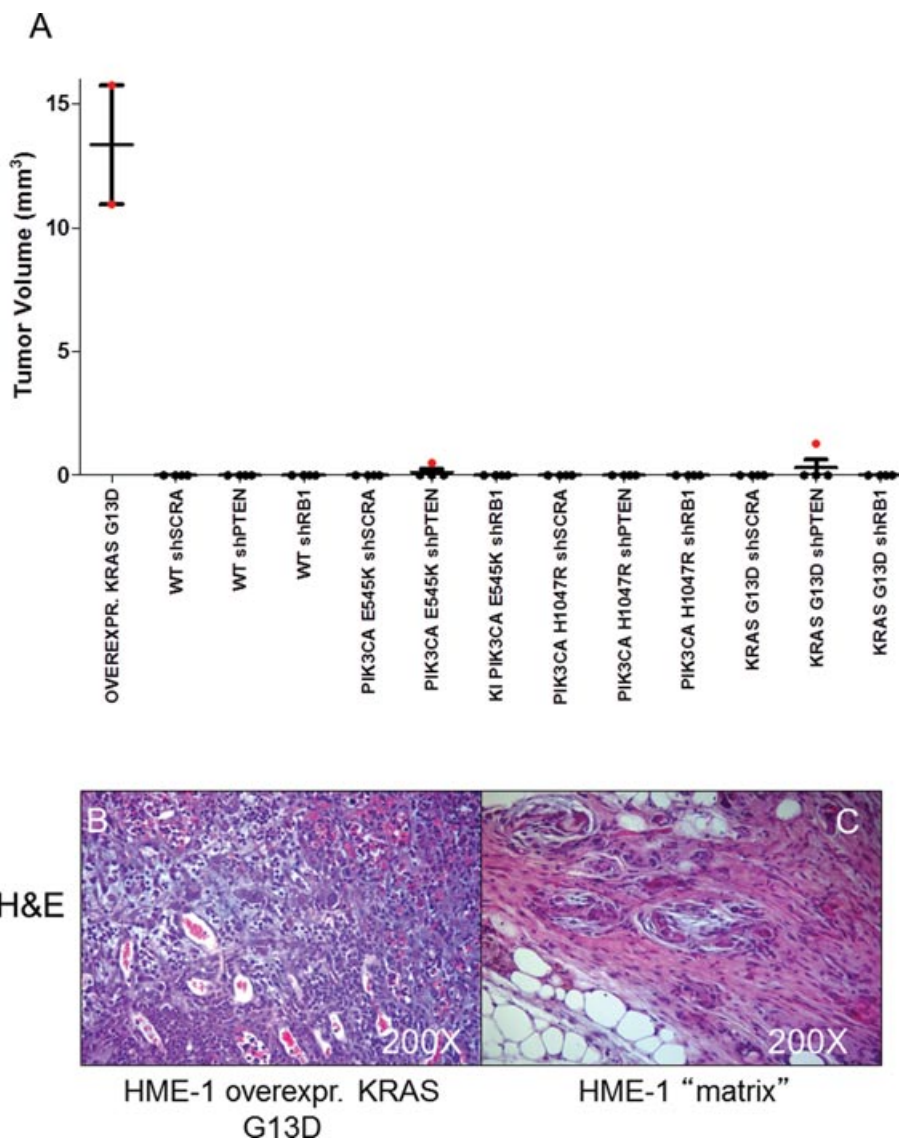 A
Tumor Volume (mm³)
15
10
5
0
OVEREXPR. KRAS G13D
WT shSCRA
WT shPTEN
WT shRB1
PIK3CA E545K shSCRA
PIK3CA E545K shPTEN
KI PIK3CA E545K shRB1
PIK3CA H1047R shSCRA
PIK3CA H1047R shPTEN
PIK3CA H1047R shRB1
KRAS G13D shSCRA
KRAS G13D shPTEN
KRAS G13D shRB1
B
C
H&E
200X
200X
HME-1 overexpr. KRAS
G13D
HME-1 “matrix”